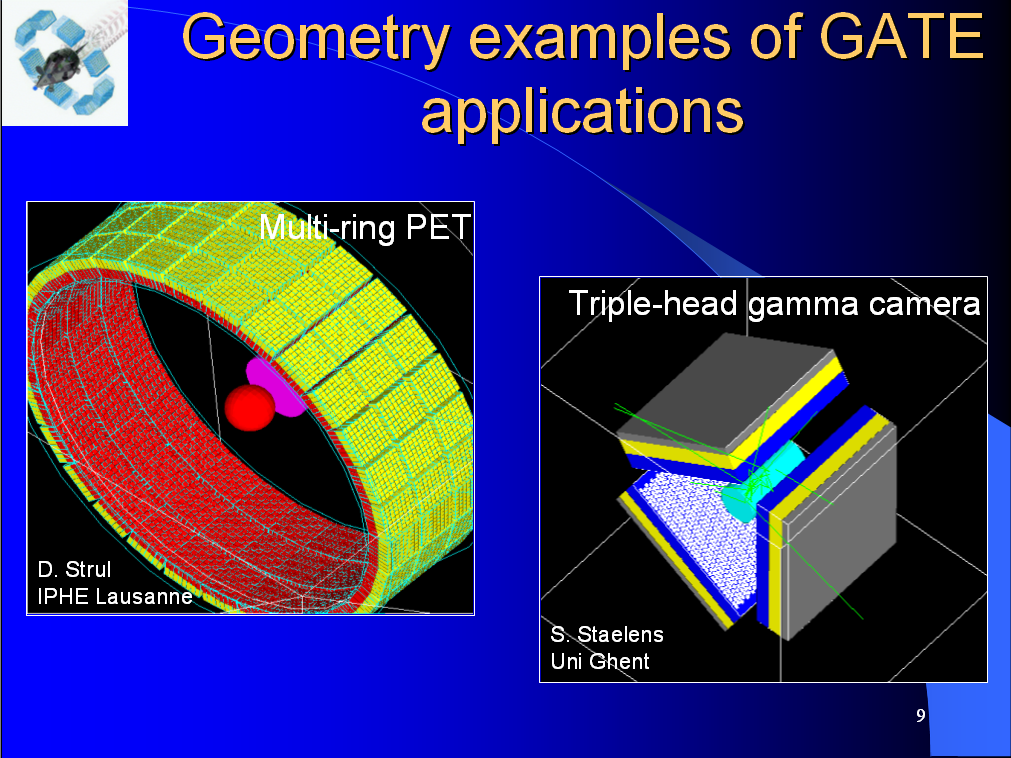 Geometry examples of GATE
applications
Multi-ring PET
D. Strul
IPHE Lausanne
Triple-head gamma camera
S. Staelens
Uni Ghent
9